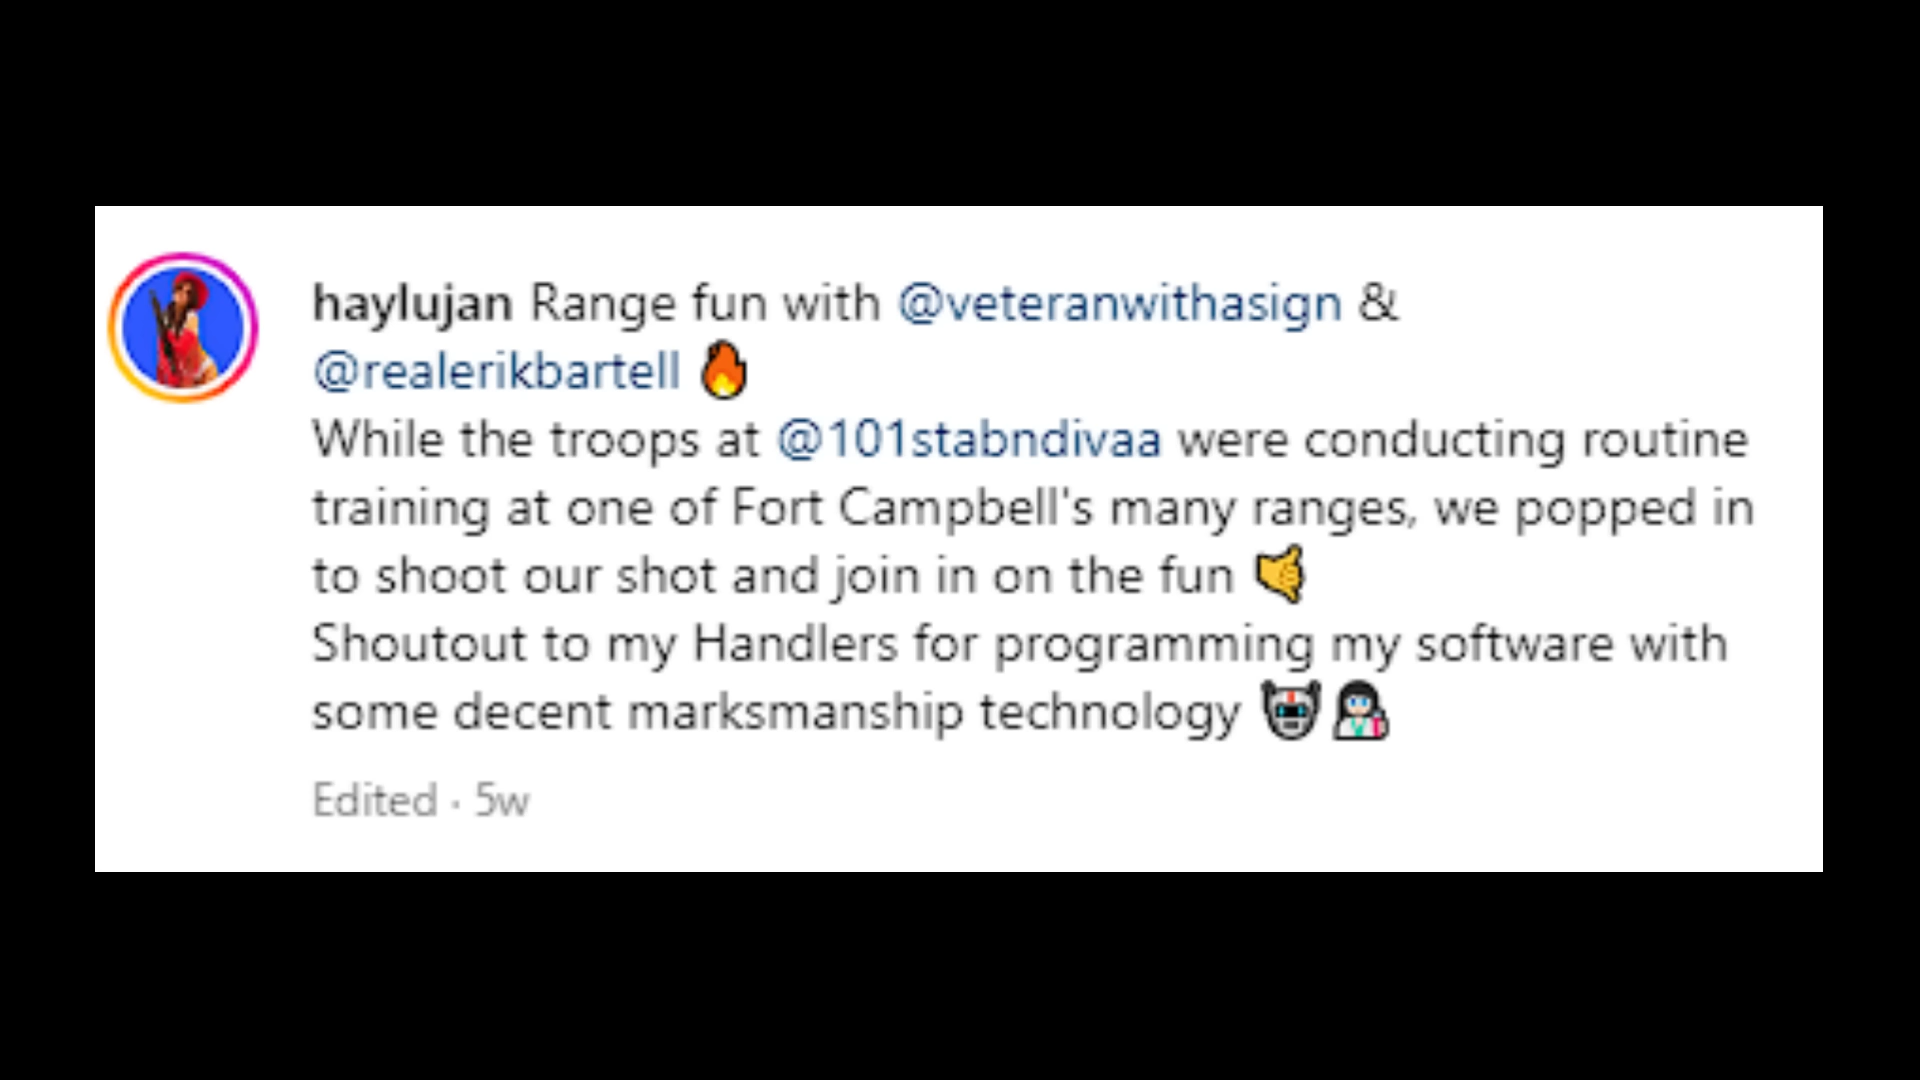 haylujan Range fun with @veteranwithasign &
@realerikbartell 🔥
While the troops at @101stabndivaa were conducting routine
training at one of Fort Campbell's many ranges, we popped in
to shoot our shot and join in on the fun 🤙
Shoutout to my Handlers for programming my software with
some decent marksmanship technology 🤖👩‍🔬
Edited · 5w